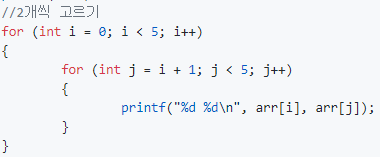 //2개씩 고르기
for (int i = 0; i < 5; i++)
{
        for (int j = i + 1; j < 5; j++)
        {
                printf("%d %d\n", arr[i], arr[j]);
        }
}